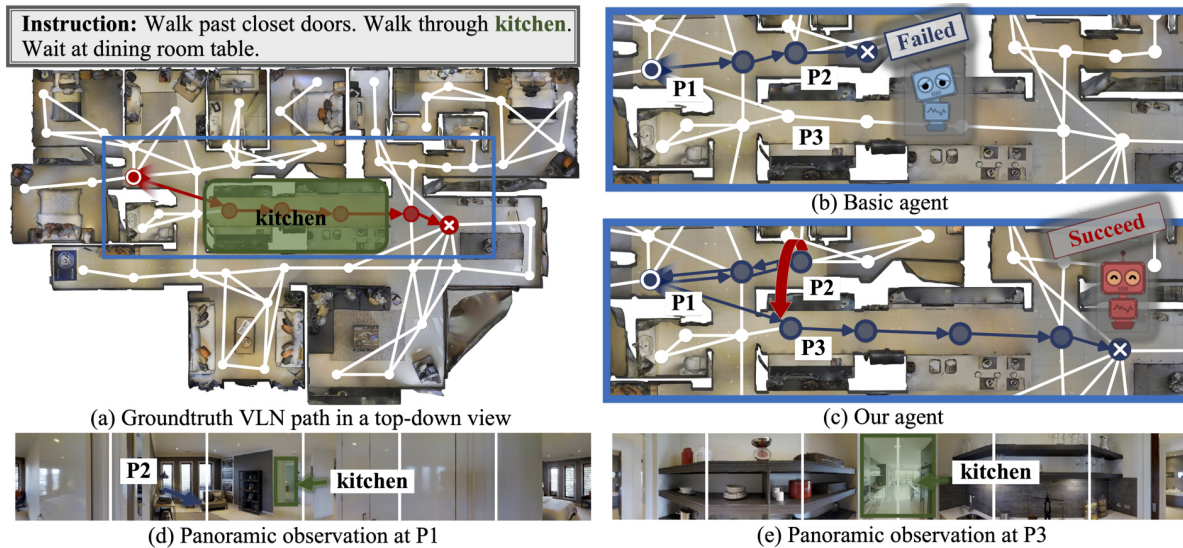 Instruction: Walk past closet doors. Walk through kitchen.
Wait at dining room table.
kitchen
(a) Groundtruth VLN path in a top-down view
P1
P2
P3
Failed
(b) Basic agent
P1
P2
P3
Succeed
(c) Our agent
P2
kitchen
(d) Panoramic observation at P1
kitchen
(e) Panoramic observation at P3